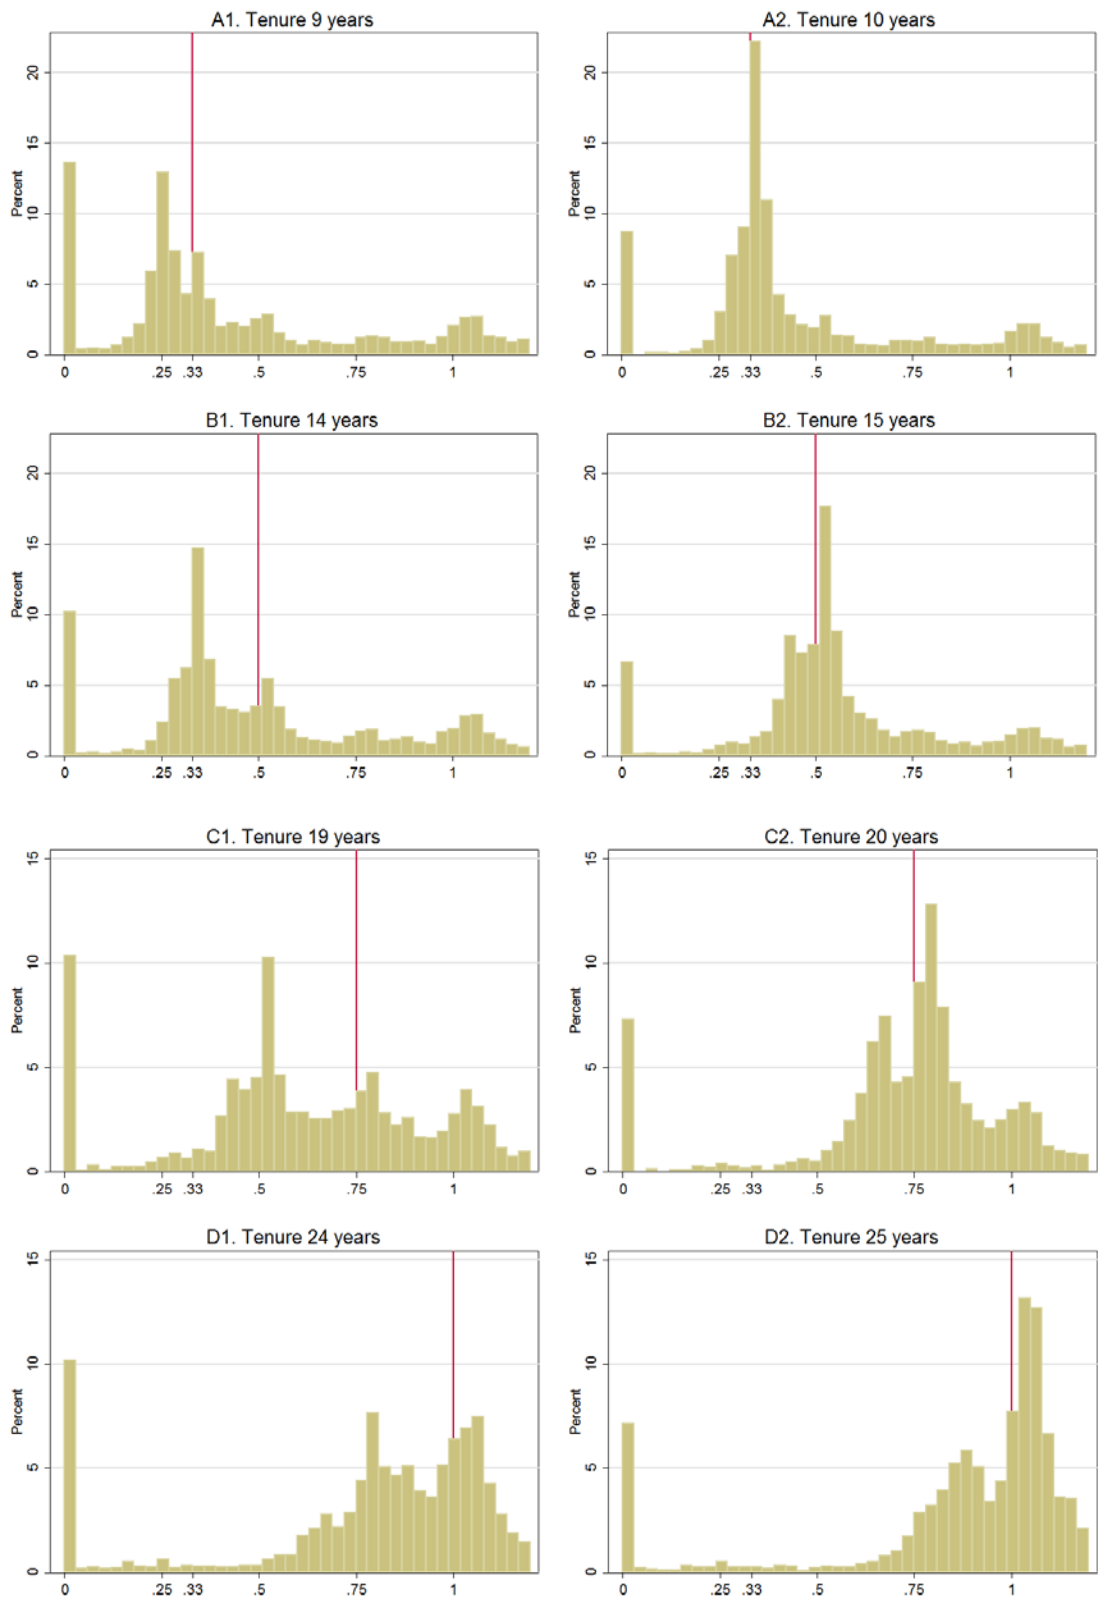 A1. Tenure 9 years
Percent
20
15
10
5
0
0 .25 .33 .5 .75 1
A2. Tenure 10 years
Percent
20
15
10
5
0
0 .25 .33 .5 .75 1
B1. Tenure 14 years
Percent
20
15
10
5
0
0 .25 .33 .5 .75 1
B2. Tenure 15 years
Percent
20
15
10
5
0
0 .25 .33 .5 .75 1
C1. Tenure 19 years
Percent
15
10
5
0
0 .25 .33 .5 .75 1
C2. Tenure 20 years
Percent
15
10
5
0
0 .25 .33 .5 .75 1
D1. Tenure 24 years
Percent
15
10
5
0
0 .25 .33 .5 .75 1
D2. Tenure 25 years
Percent
15
10
5
0
0 .25 .33 .5 .75 1